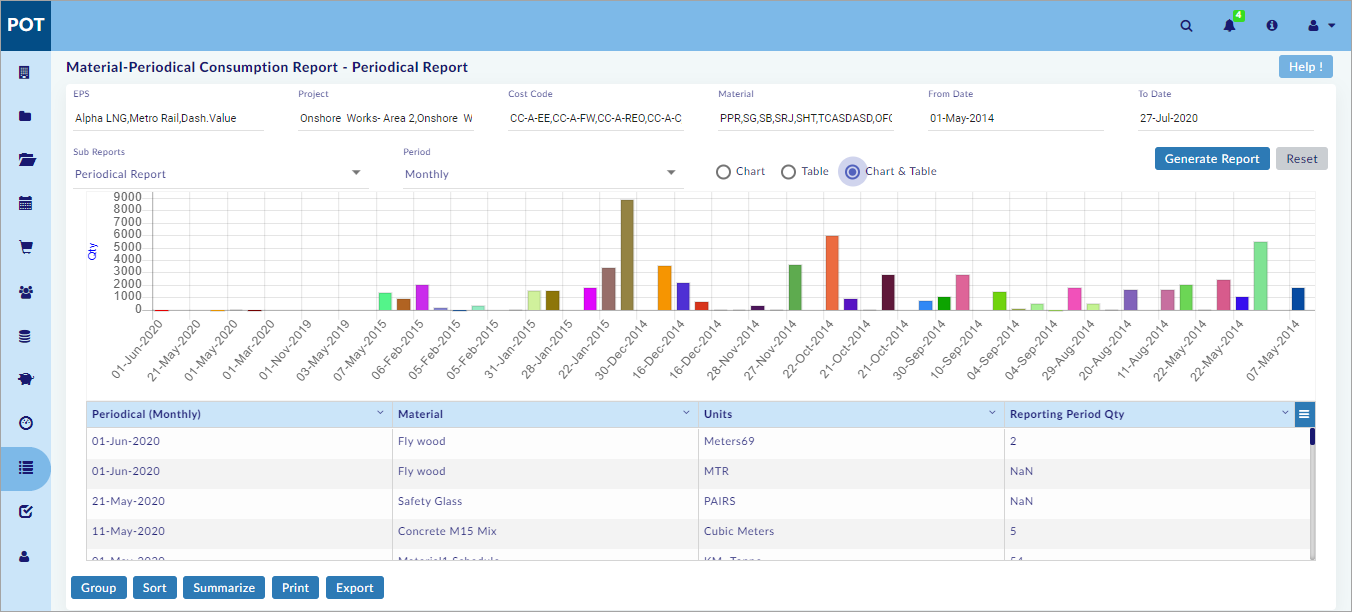 POT
4
Material-Periodical Consumption Report - Periodical Report
Help !
EPS
Project
Cost Code
Material
From Date
To Date
Alpha LNG,Metro Rail,Dash.Value
Onshore Works- Area 2,Onshore W
CC-A-EE,CC-A-FW,CC-A-REO,CC-A-C
PPR,SG,SB,SRJ,SHT,TCASDASD,OFC
01-May-2014
27-Jul-2020
Sub Reports
Period
Periodical Report
Monthly
Chart
Table
Chart & Table
Generate Report
Reset
Qty
9000
8000
7000
6000
5000
4000
3000
2000
1000
0
01-Jun-2020
21-May-2020
01-May-2020
01-Mar-2020
01-Nov-2019
03-May-2019
07-May-2015
06-Feb-2015
05-Feb-2015
05-Feb-2015
31-Jan-2015
28-Jan-2015
22-Jan-2015
30-Dec-2014
16-Dec-2014
16-Dec-2014
28-Nov-2014
27-Nov-2014
22-Oct-2014
21-Oct-2014
21-Oct-2014
30-Sep-2014
10-Sep-2014
04-Sep-2014
04-Sep-2014
29-Aug-2014
20-Aug-2014
11-Aug-2014
22-May-2014
22-May-2014
07-May-2014
Periodical (Monthly)
Material
Units
Reporting Period Qty
01-Jun-2020
Fly wood
Meters69
2
01-Jun-2020
Fly wood
MTR
NaN
21-May-2020
Safety Glass
PAIRS
NaN
11-May-2020
Concrete M15 Mix
Cubic Meters
5
Group
Sort
Summarize
Print
Export